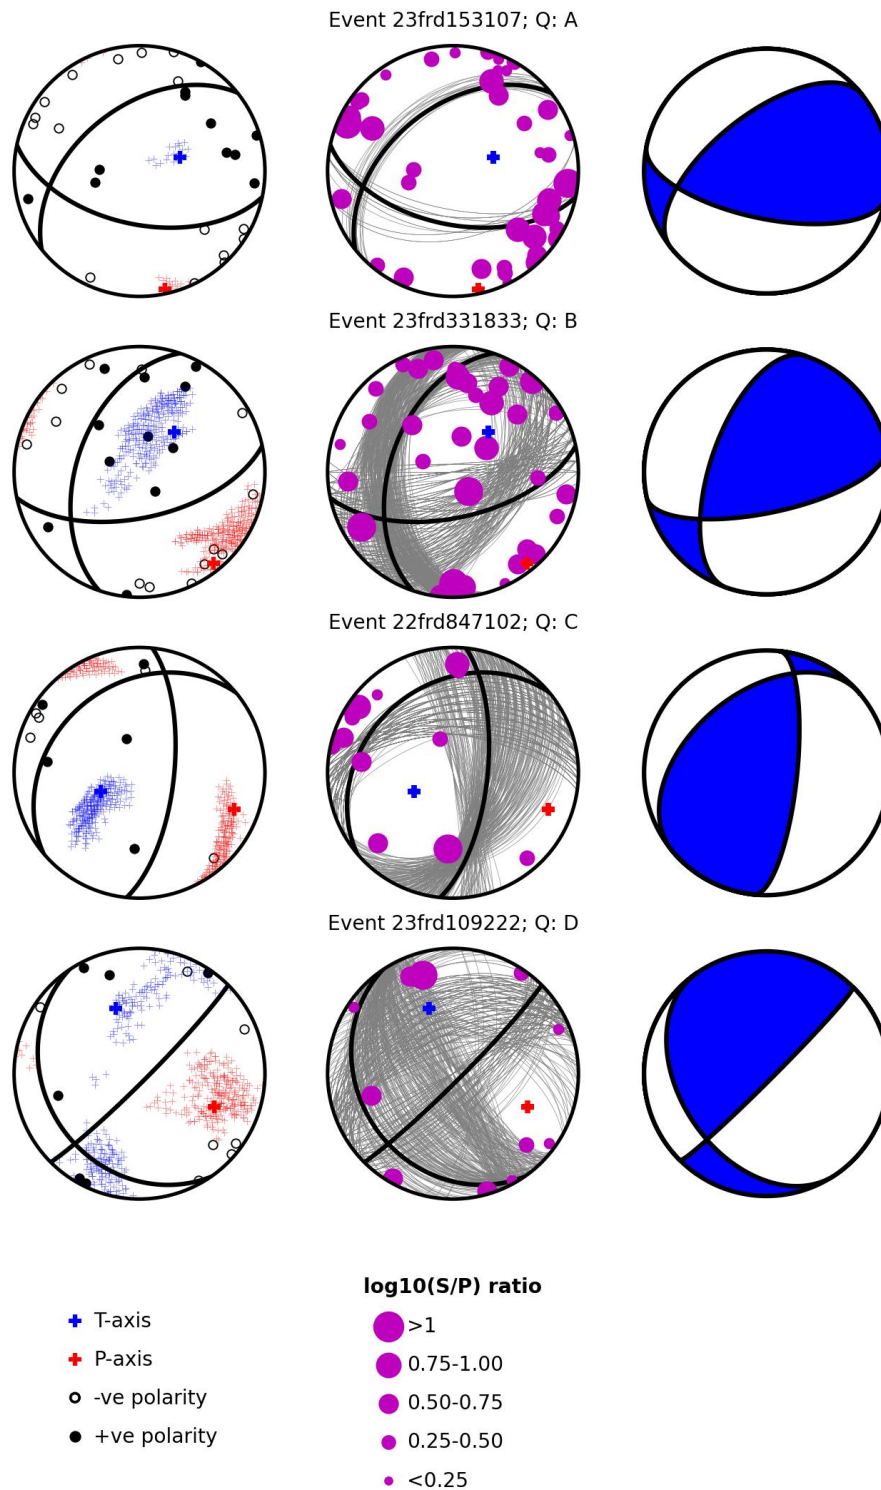 Event 23frd153107; Q: A
Event 23frd331833; Q: B
Event 22frd847102; Q: C
Event 23frd109222; Q: D
log10(S/P) ratio
T-axis
P-axis
-ve polarity
+ve polarity
>1
0.75-1.00
0.50-0.75
0.25-0.50
<0.25